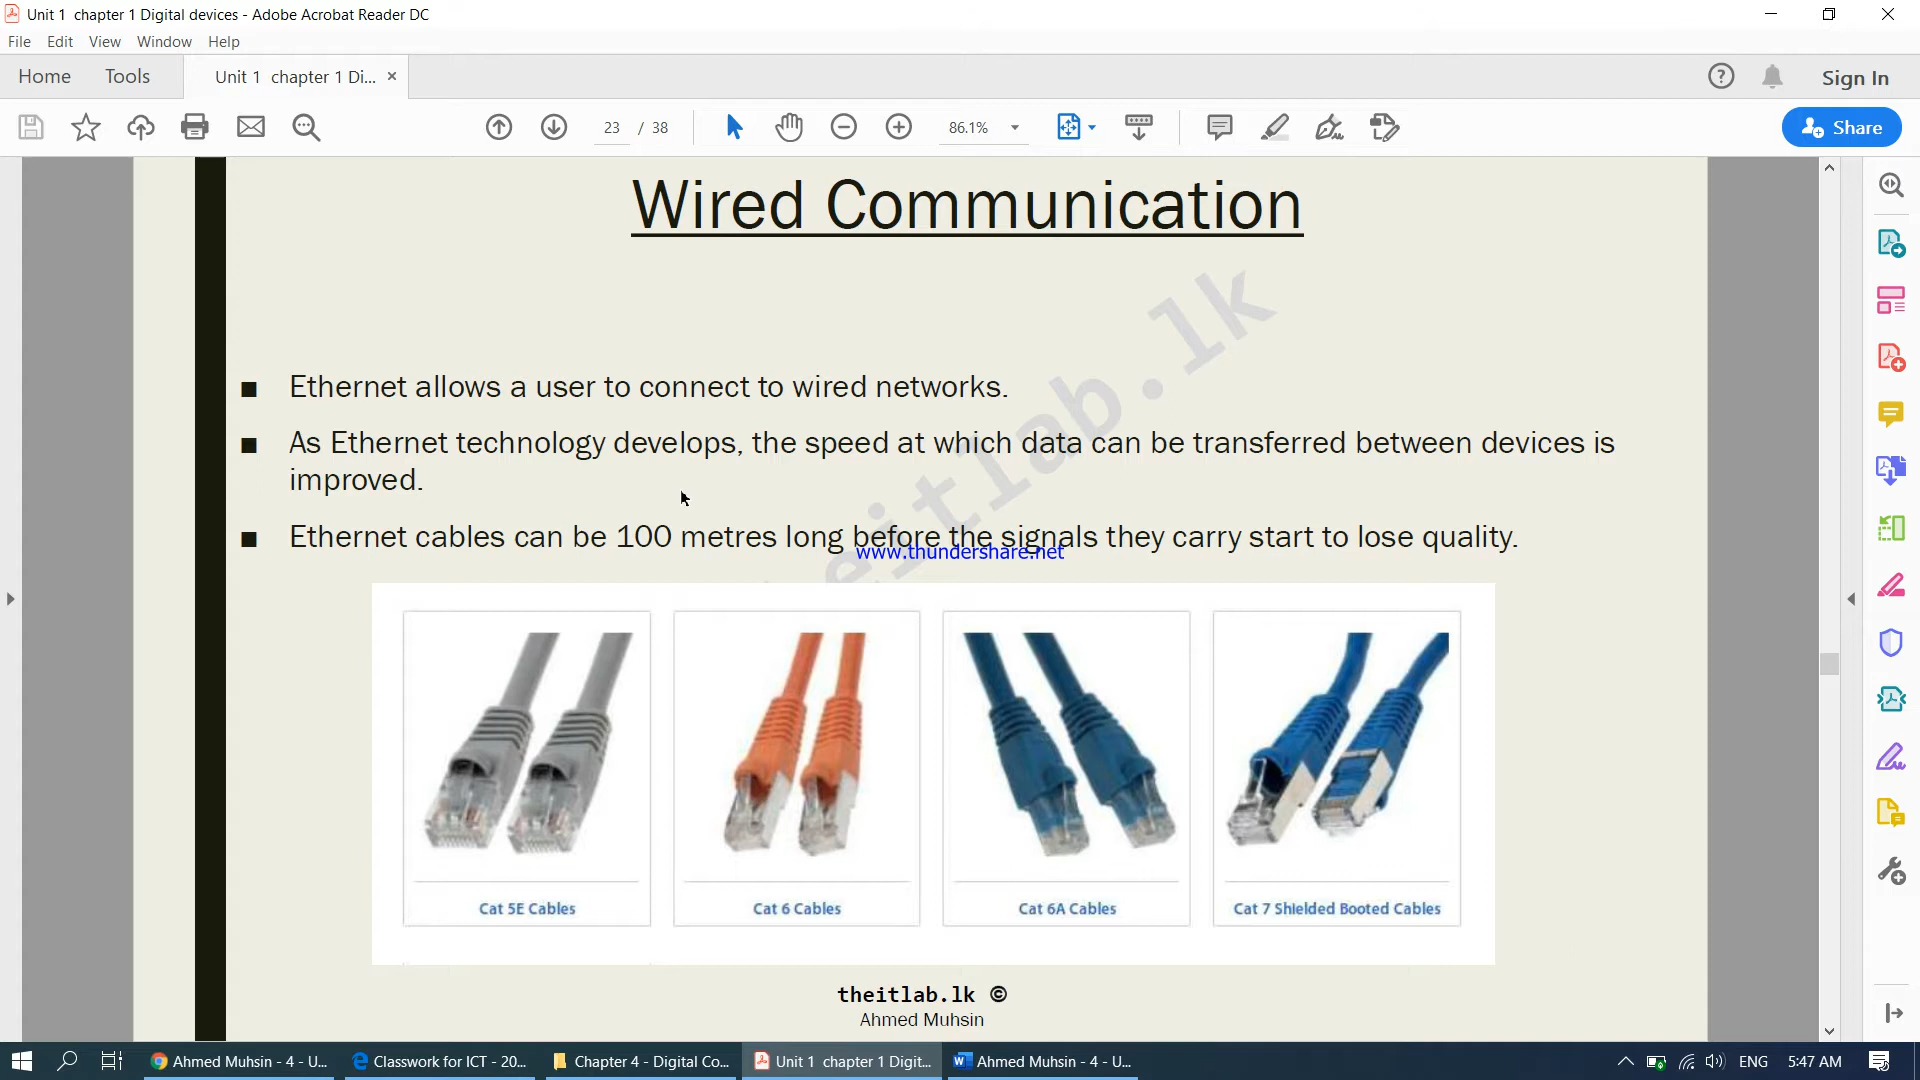 Unit 1  chapter 1 Digital devices - Adobe Acrobat Reader DC
File Edit View Window Help
Home Tools Unit 1  chapter 1 Di... × Sign In
23 / 38 86.1% Share
Wired Communication
■ Ethernet allows a user to connect to wired networks.
■ As Ethernet technology develops, the speed at which data can be transferred between devices is
improved.
■ Ethernet cables can be 100 metres long before the signals they carry start to lose quality.
www.thundershare.net
theitlab.lk
Cat 5E Cables Cat 6 Cables Cat 6A Cables Cat 7 Shielded Booted Cables
theitlab.lk ©
Ahmed Muhsin
Ahmed Muhsin - 4 - U... Classwork for ICT - 20... Chapter 4 - Digital Co... Unit 1  chapter 1 Digit... Ahmed Muhsin - 4 - U... ENG 5:47 AM